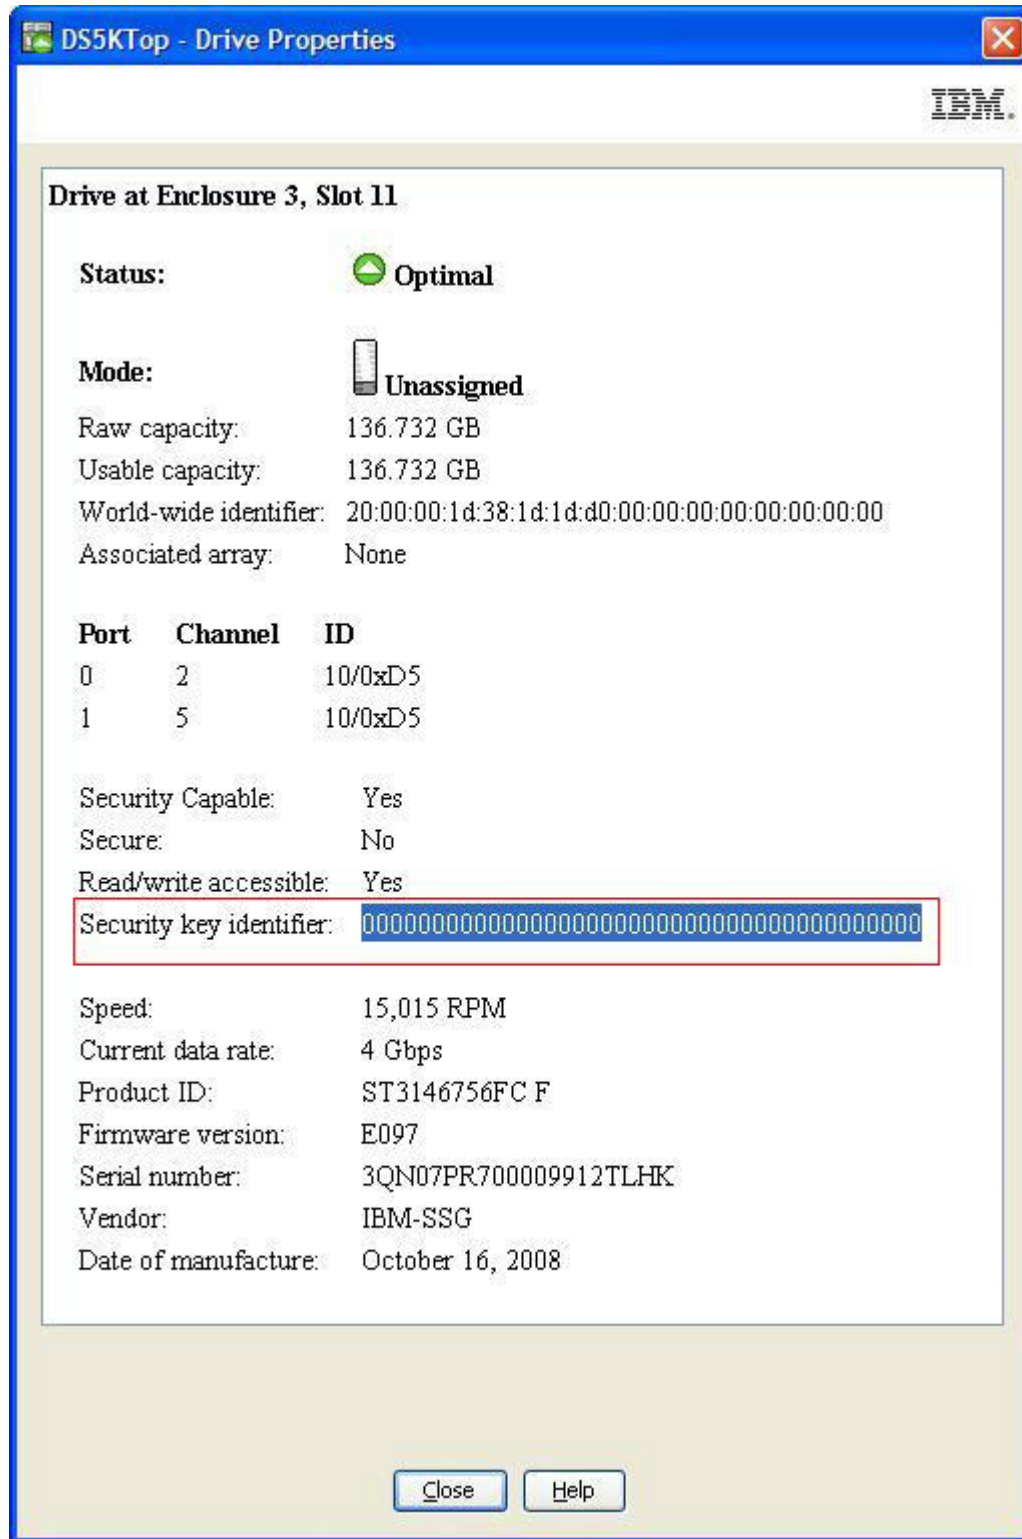 DS5KTop - Drive Properties
IBM.
Drive at Enclosure 3, Slot 11
Status: Optimal
Mode: Unassigned
Raw capacity: 136.732 GB
Usable capacity: 136.732 GB
World-wide identifier: 20:00:00:1d:38:1d:1d:d0:00:00:00:00:00:00:00:00
Associated array: None
Port Channel ID
0 2 10/0xD5
1 5 10/0xD5
Security Capable: Yes
Secure: No
Read/write accessible: Yes
Security key identifier: 0000000000000000000000000000000000000000
Speed: 15,015 RPM
Current data rate: 4 Gbps
Product ID: ST3146756FC F
Firmware version: E097
Serial number: 3QN07PR700009912TLHK
Vendor: IBM-SSG
Date of manufacture: October 16, 2008
Close Help